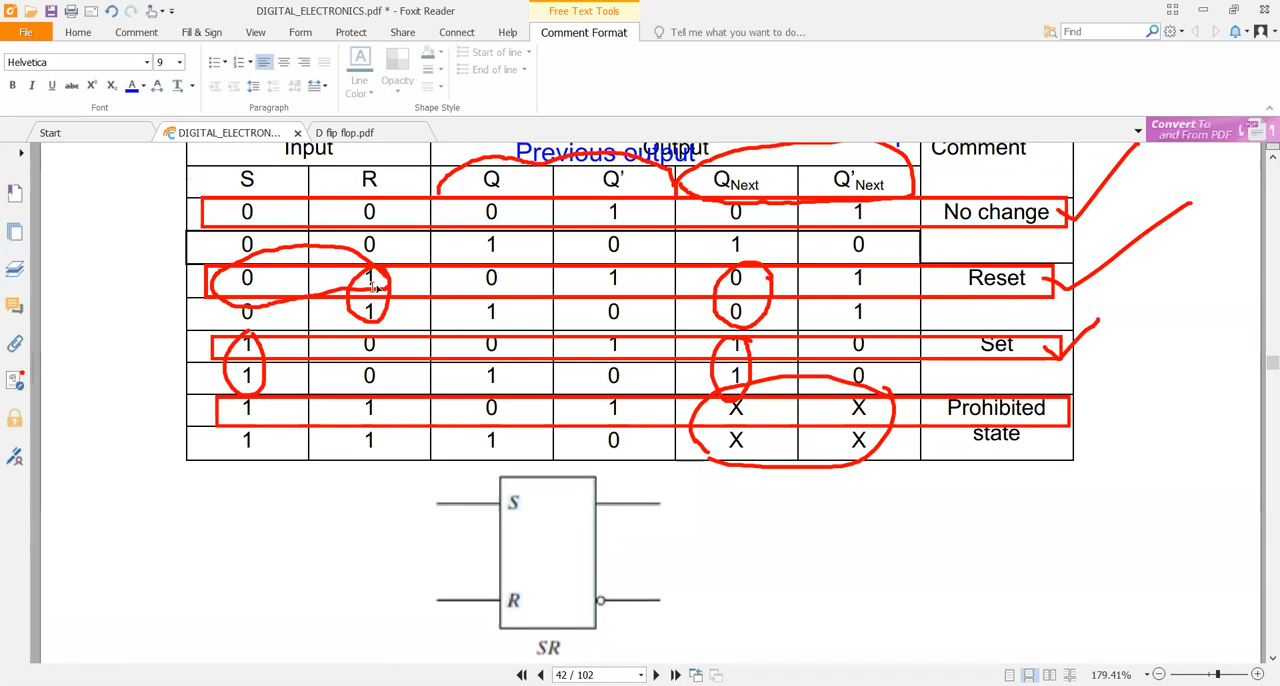 DIGITAL_ELECTRONICS.pdf * - Foxit Reader
Free Text Tools
File Home Comment Fill & Sign View Form Protect Share Connect Help Comment Format Tell me what you want to do... Find
Helvetica 9
Line Color Opacity
Start of line
End of line
B I U abc X² X₂ A A T
Font Paragraph Shape Style
Start DIGITAL_ELECTRON... D flp flop.pdf
Convert To and From PDF
Input Previous output Output Comment
S R Q Q' QNext Q'Next
0 0 0 1 0 1 No change
0 0 1 0 1 0
0 1 0 1 0 1 Reset
0 1 1 0 0 1
1 0 0 1 1 0 Set
1 0 1 0 1 0
1 1 0 1 X X Prohibited state
1 1 1 0 X X
S
R
SR
42 / 102 179.41%